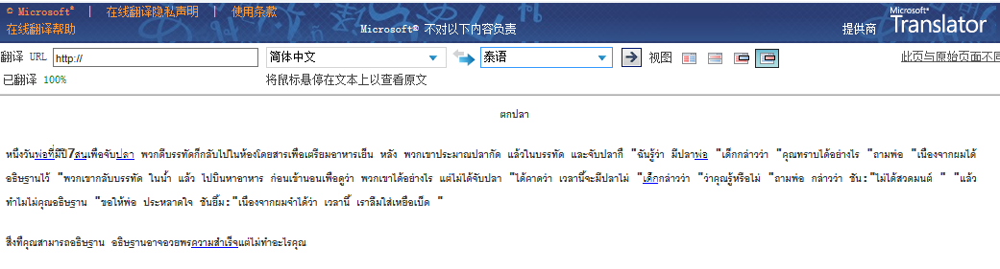 © Microsoft® | 在线翻译隐私声明 | 使用条款
在线翻译帮助
Microsoft® 不对以下内容负责
提供商
Microsoft®
Translator
翻译 URL http:// 简体中文 泰语 视图 此页与原始页面不同
已翻译 100% 将鼠标悬停在文本上以查看原文
ตกปลา
หนึ่งวันพ่อที่มีปี7สนเพื่อจับปลา พวกดึบรรทัดก็กลับไปในห้องโดยสารเพื่อเตรียมอาหารเย็น หลัง พวกเขาประมาณปลากัด แล้วในบรรทัด และจับปลากี่ "ฉันรู้ว่า มีปลาพ่อ "เด็กกล่าวว่า "คุณทราบได้อย่างไร "ถามพ่อ "เนื่องจากผมได้
อธิษฐานไว้ "พวกเขากลับบรรทัด ในน้ำ แล้ว ไปบินหาอาหาร ก่อนเข้านอนเพื่อดูว่า พวกเขาได้อย่างไร แต่ไม่ได้จับปลา "ได้คาดว่า เวลานี้จะมีปลาไม่ "เด็กกล่าวว่า "ว่าคุณรู้หรือไม่ "ถามพ่อ กล่าวว่า ซัน:"ไม่ได้สวดมนต์ " "แล้ว
ทำไมไม่คุณอธิษฐาน "ขอให้พ่อ ประหลาดใจ ซันยิ้ม:"เนื่องจากผมจำได้ว่า เวลานี้ เราลืมใส่เหยื่อเบ็ด "
สิ่งที่คุณสามารถอธิษฐาน อธิษฐานอาจอวยพรความสำเร็จแต่ไม่ทำอะไรคุณ